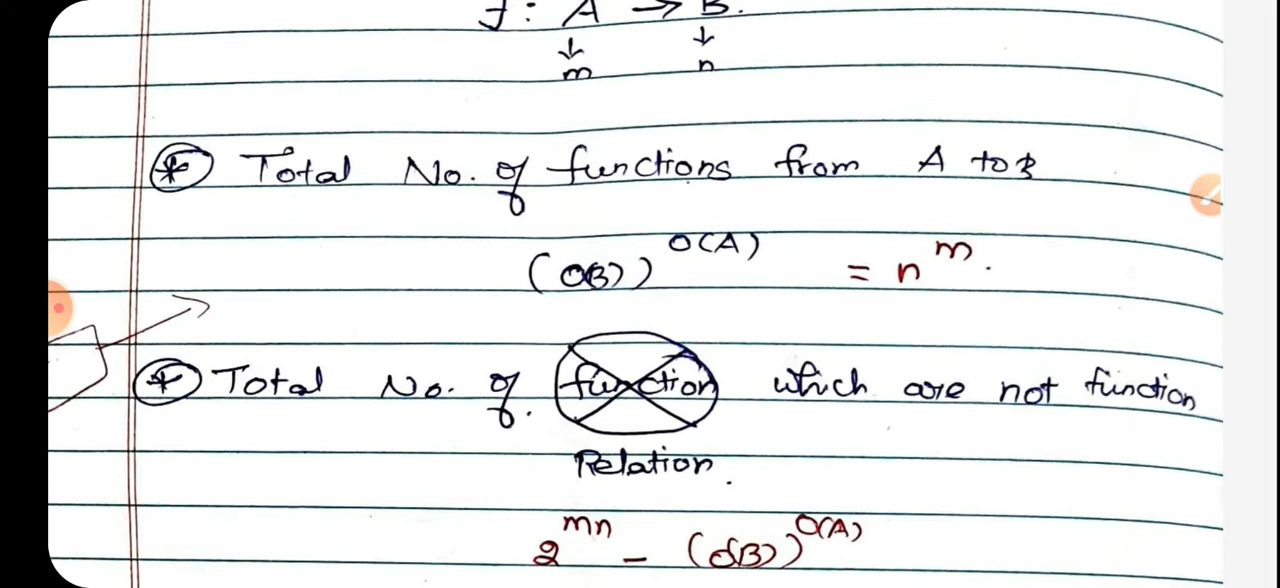 f : A → B.
↓ ↓
m n
* Total No. of functions from A to B
(O(B))^O(A) = n^m.
* Total No. of. function which are not function
Relation.
2^mn - (O(B))^O(A)